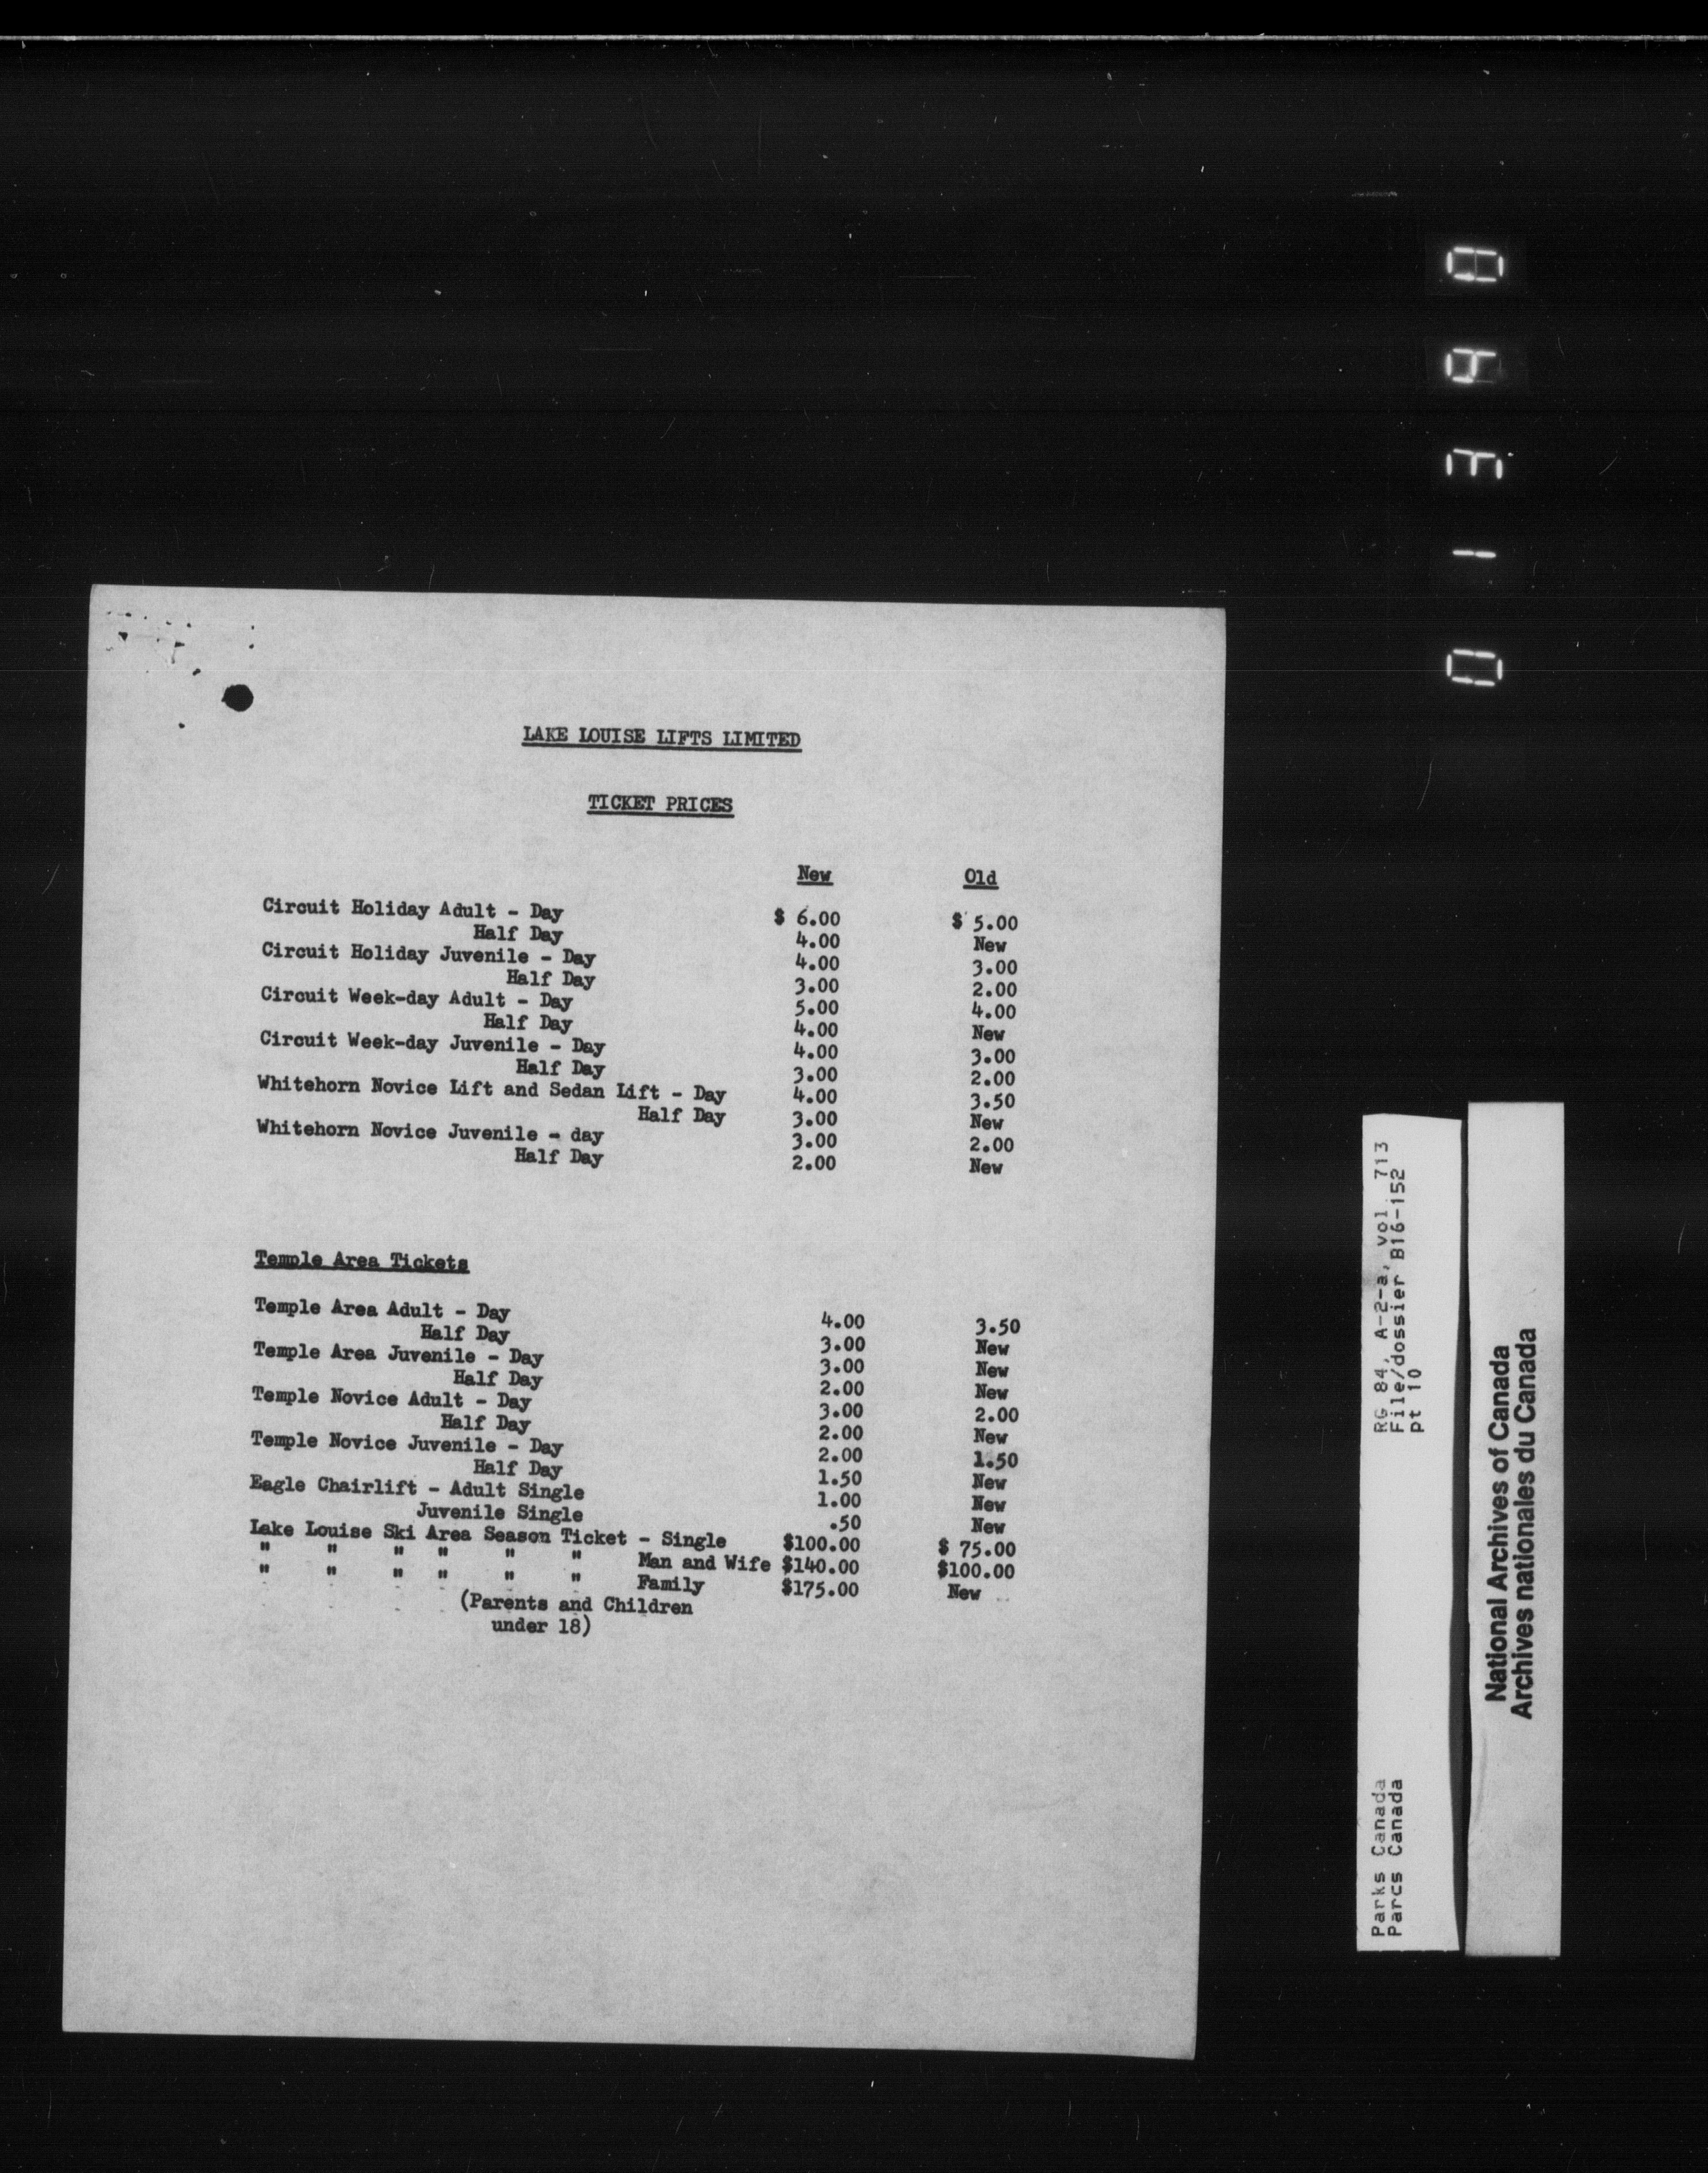 LAKE LOUISE LIFTS LIMITED
TICKET PRICES
New Old
Circuit Holiday Adult - Day $ 6.00 $ 5.00
Half Day 4.00 New
Circuit Holiday Juvenile - Day 4.00 3.00
Half Day 3.00 2.00
Circuit Week-day Adult - Day 5.00 4.00
Half Day 4.00 New
Circuit Week-day Juvenile - Day 4.00 3.00
Half Day 3.00 2.00
Whitehorn Novice Lift and Sedan Lift - Day 4.00 3.50
Half Day 3.00 New
Whitehorn Novice Juvenile - day 3.00 2.00
Half Day 2.00 New
Temple Area Tickets
Temple Area Adult - Day 4.00 3.50
Half Day 3.00 New
Temple Area Juvenile - Day 3.00 New
Half Day 2.00 New
Temple Novice Adult - Day 3.00 2.00
Half Day 2.00 New
Temple Novice Juvenile - Day 2.00 1.50
Half Day 1.50 New
Eagle Chairlift - Adult Single 1.00 New
Juvenile Single .50 New
Lake Louise Ski Area Season Ticket - Single $100.00 $ 75.00
" " " " " " Man and Wife $140.00 $100.00
" " " " " " Family $175.00 New
(Parents and Children
under 18)
Parks Canada RG 84, A-2-a, vol. 713
Parcs Canada File/dossier B16-152
pt 10
National Archives of Canada
Archives nationales du Canada